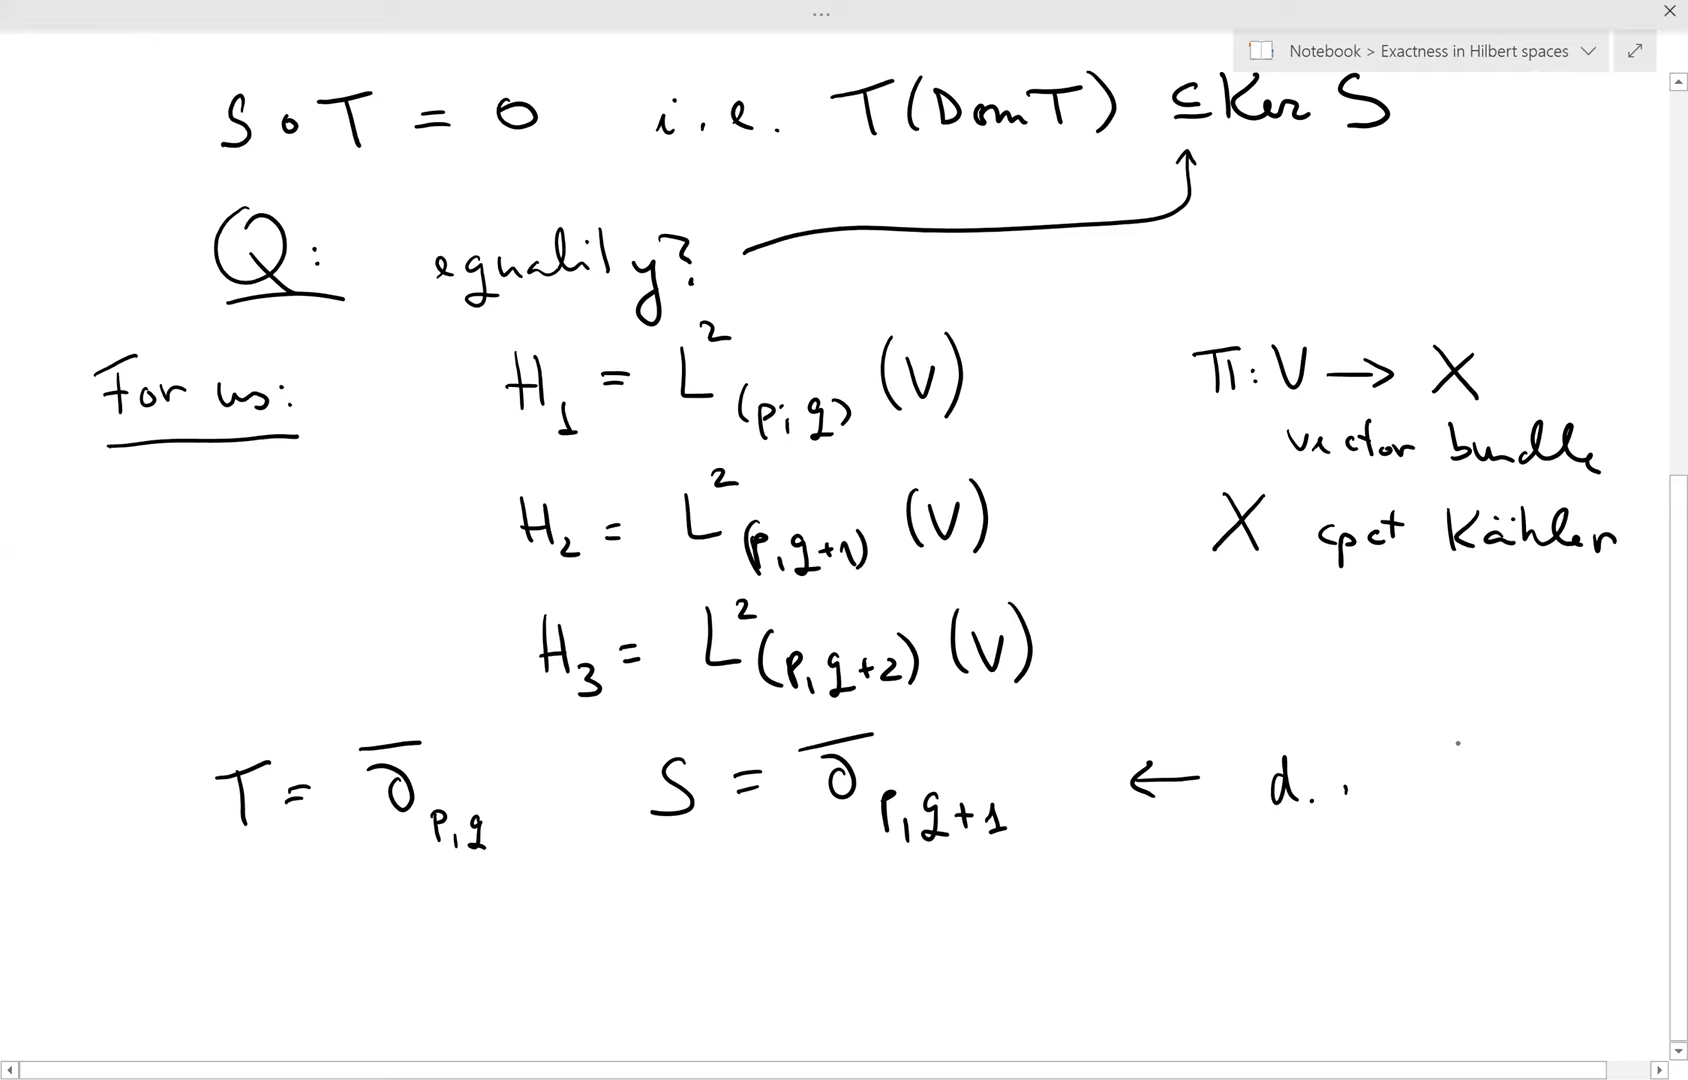 Notebook > Exactness in Hilbert spaces
S ∘ T = 0 i.e. T(Dom T) ⊆ Ker S
Q: equality?
For us: H₁ = L²₍p,q₎ (V) π: V → X
vector bundle
H₂ = L²₍p,q+1₎ (V) X cpct Kähler
H₃ = L²₍p,q+2₎ (V)
T = ∂̄ p,q S = ∂̄ p,q+1 ← d..